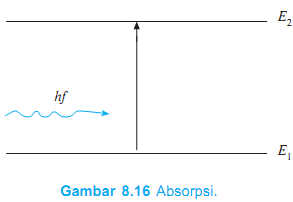 E₂
hf
E₁
Gambar 8.16 Absorpsi.